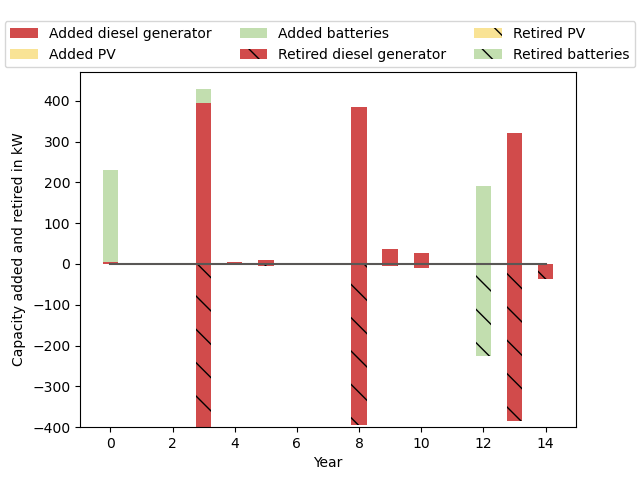 Added diesel generator
Added PV
Added batteries
Retired diesel generator
Retired PV
Retired batteries
400
300
200
100
0
−100
−200
−300
−400
Capacity added and retired in kW
0 2 4 6 8 10 12 14
Year